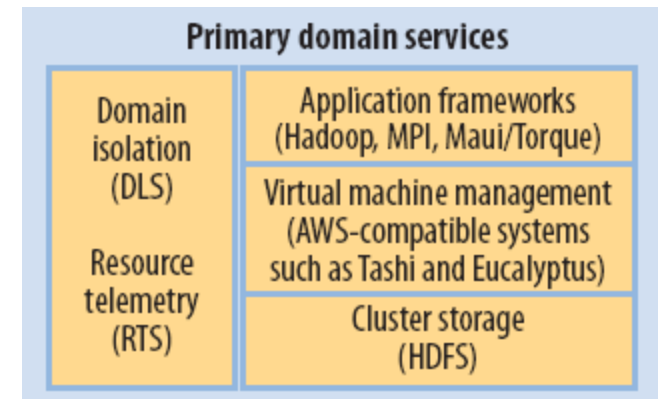 Primary domain services
Domain
isolation
(DLS)
Resource
telemetry
(RTS)
Application frameworks
(Hadoop, MPI, Maui/Torque)
Virtual machine management
(AWS-compatible systems
such as Tashi and Eucalyptus)
Cluster storage
(HDFS)